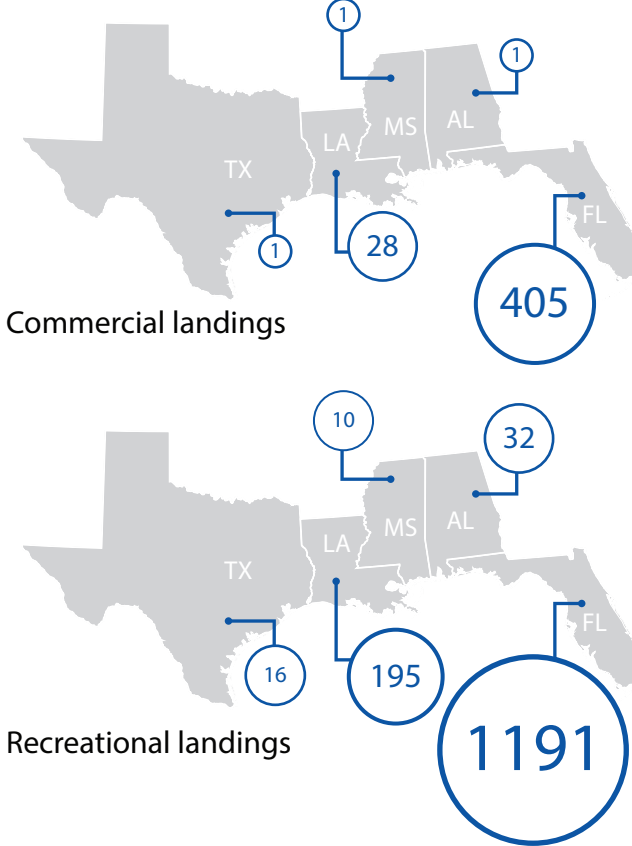 1
1
MS
AL
LA
TX
FL
1
28
405
Commercial landings
10
32
MS
AL
LA
TX
FL
16
195
1191
Recreational landings